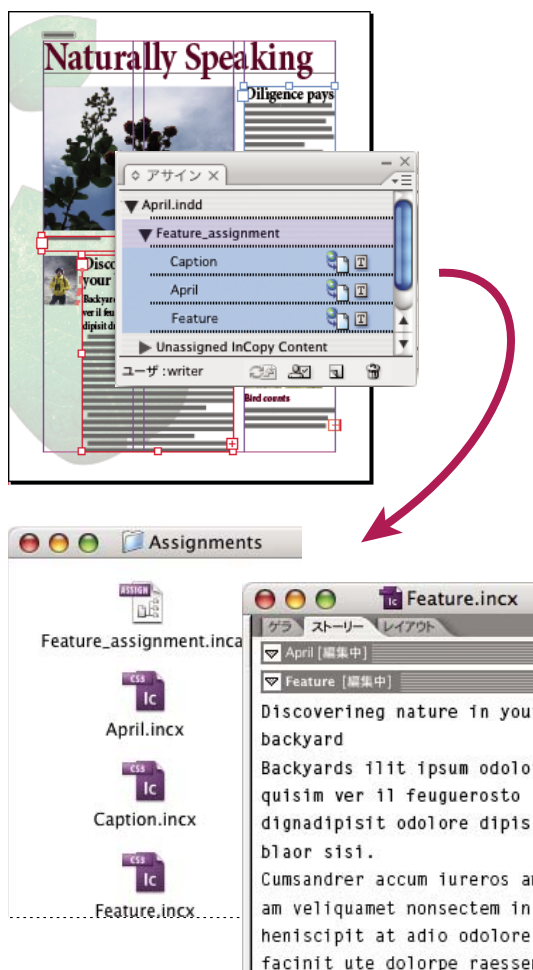 Naturally Speaking
Diligence pays
アサイン ×
April.indd
Feature_assignment
Caption
April
Feature
Unassigned InCopy Content
ユーザ :writer
Disco
your
Backyar
ver il feu
dipisit d
Bird counts
Assignments
ASSIGN
Feature_assignment.inca
CS3
Ic
April.incx
CS3
Ic
Caption.incx
CS3
Ic
Feature.incx
Ic
Feature.incx
ゲラ ストーリー レイアウト
April [編集中]
Feature [編集中]
Discoverineg nature in you
backyard
Backyards ilit ipsum odolo
quisim ver il feuguerosto
dignadipisit odolore dipis
blaor sisi.
Cumsandrer accum iureros a
am veliquamet nonsectem in
heniscipit at adio odolore
facinit ute dolorpe raesse